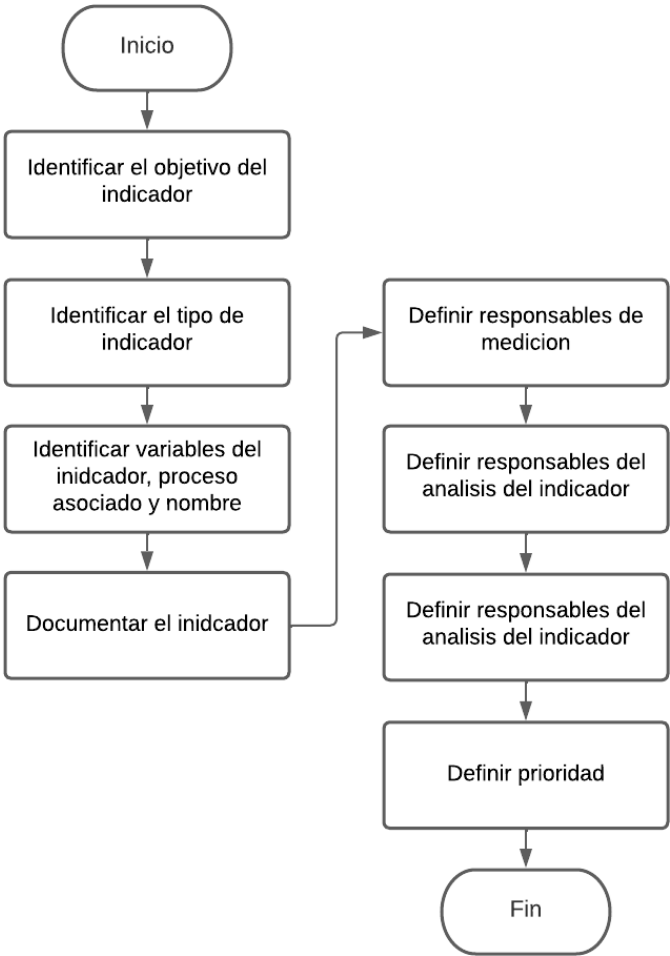 Inicio
Identificar el objetivo del
indicador
Identificar el tipo de
indicador
Identificar variables del
inidcador, proceso
asociado y nombre
Documentar el inidcador
Definir responsables de
medicion
Definir responsables del
analisis del indicador
Definir responsables del
analisis del indicador
Definir prioridad
Fin